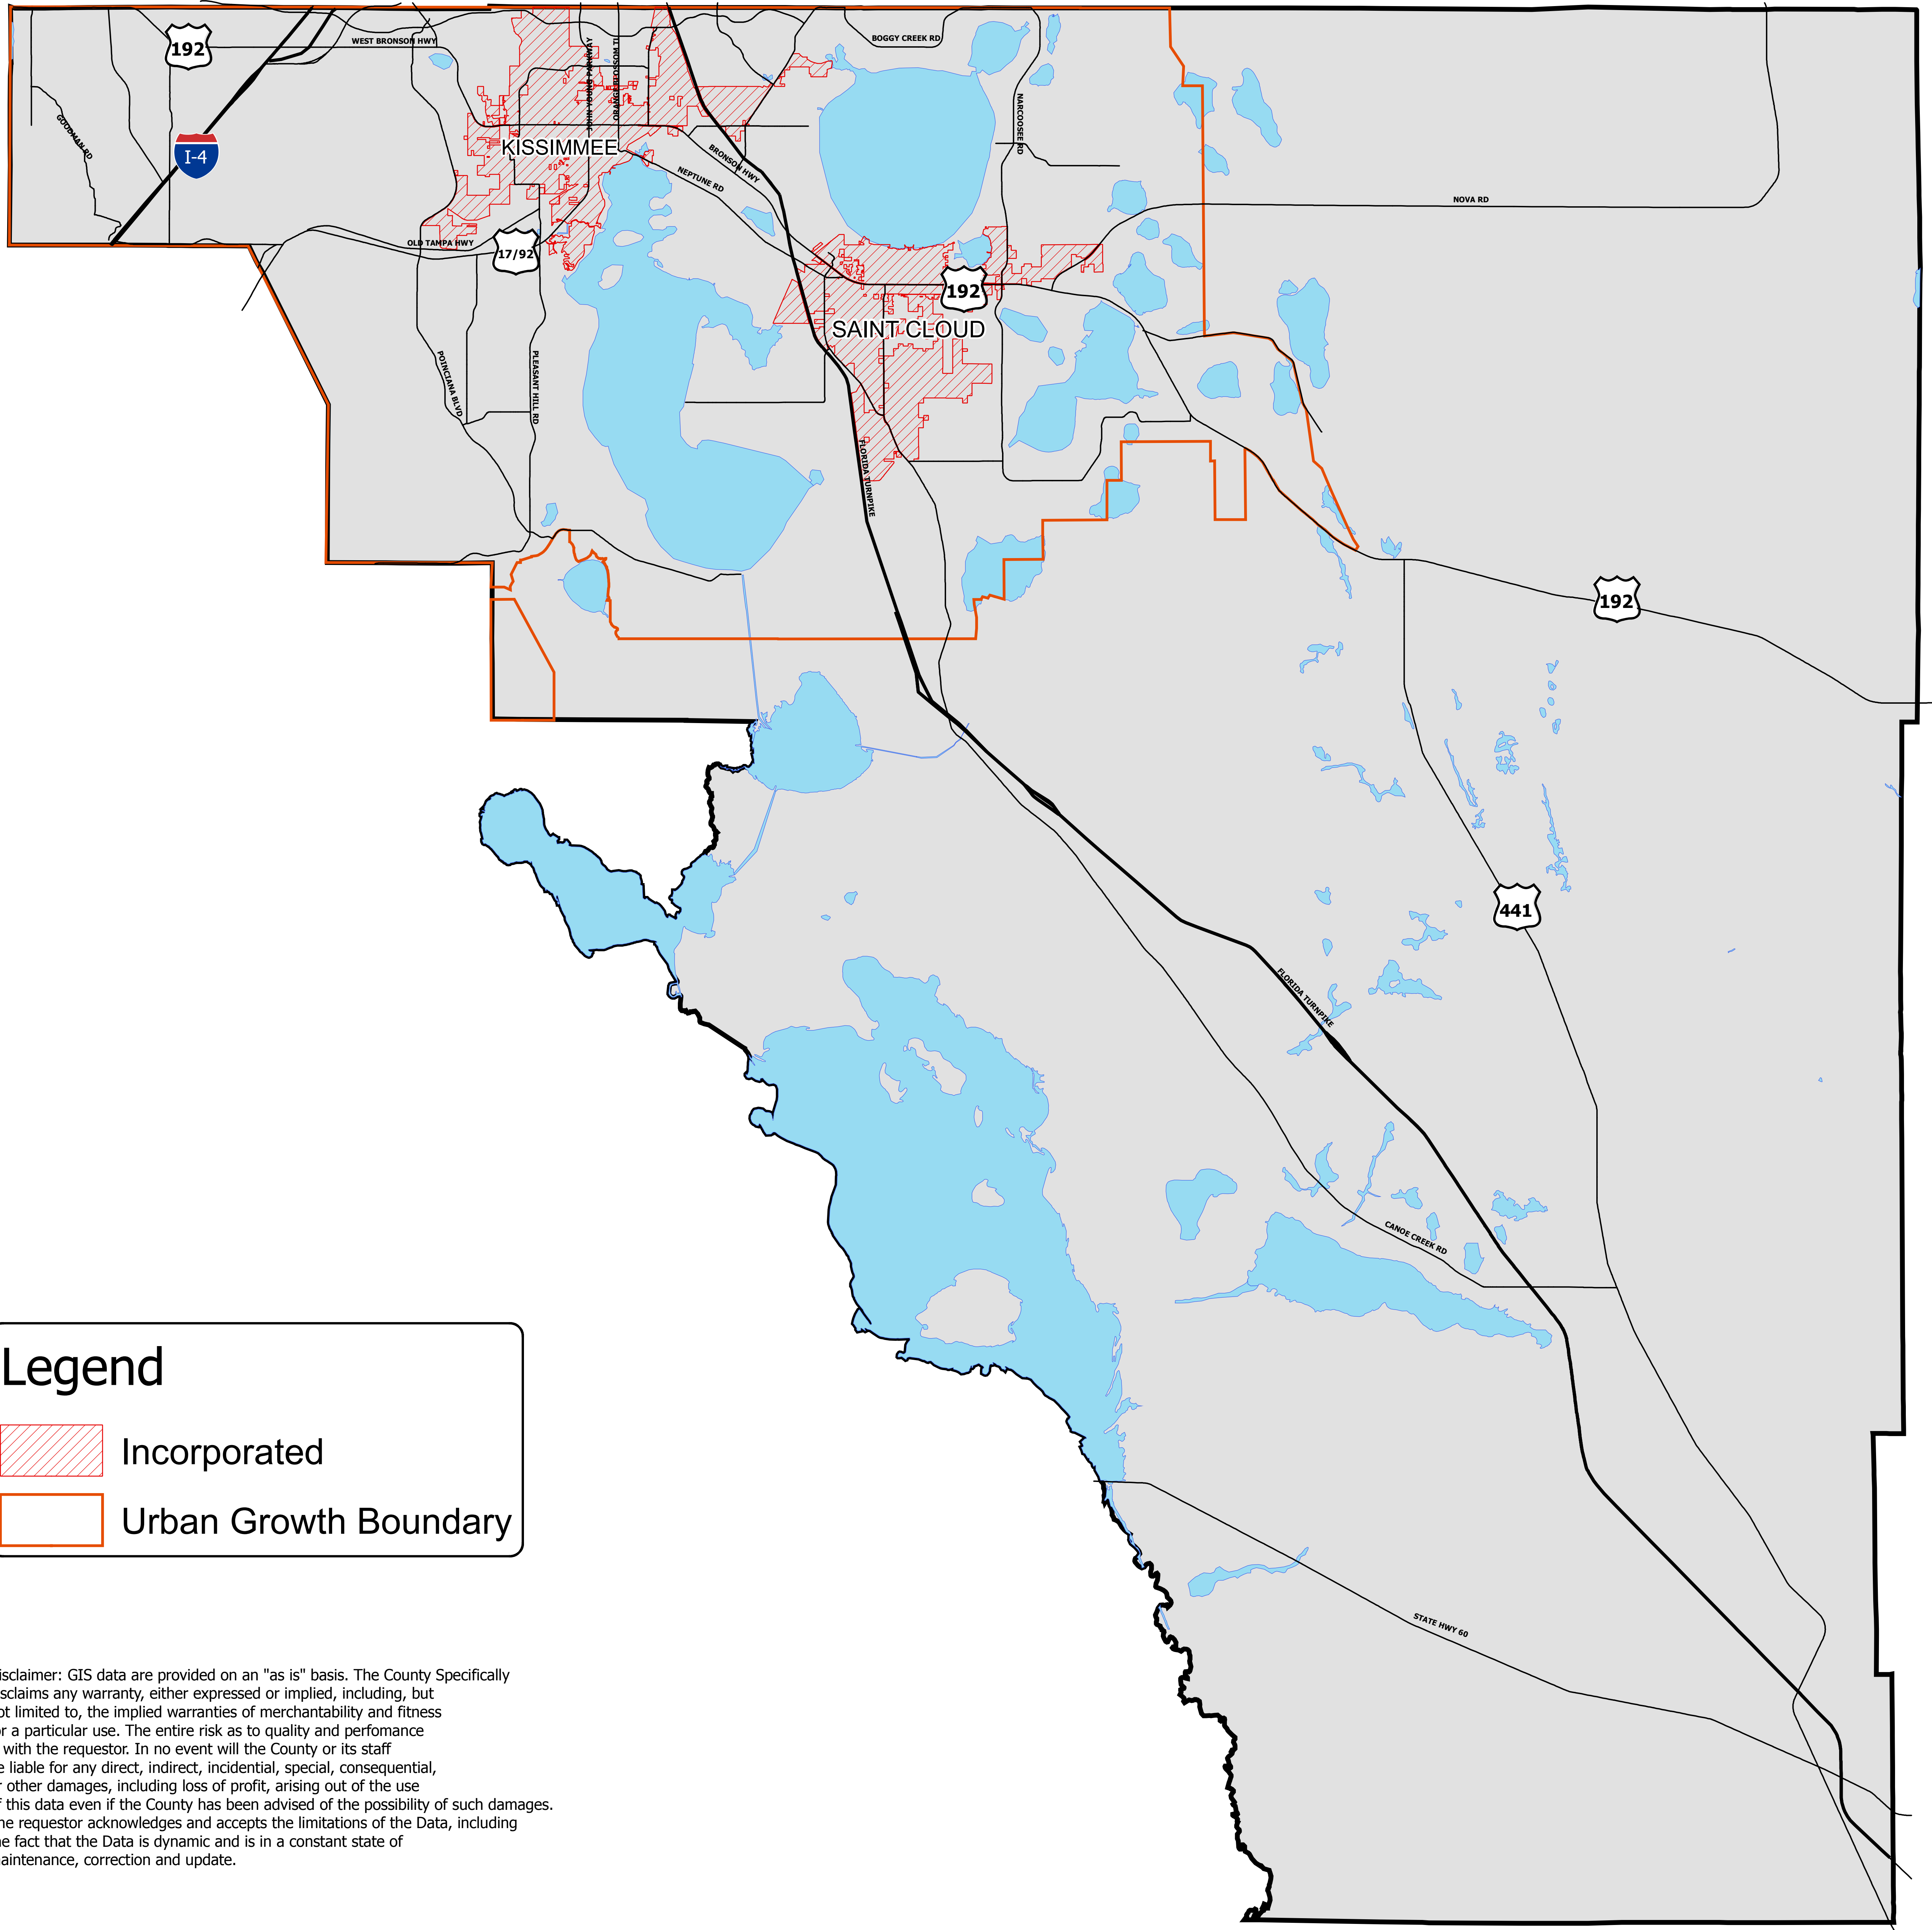 192
WEST BRONSON HWY
JOHN YOUNG PARKWAY
BOGGY CREEK RD
NARCOOSSEE RD
GOODMAN RD
I-4
KISSIMMEE
BRONSON HWY
NEPTUNE RD
NOVA RD
OLD TAMPA HWY
17/92
192
SAINT CLOUD
POINCIANA BLVD
PLEASANT HILL RD
FLORIDA TURNPIKE
192
441
FLORIDA TURNPIKE
CANOE CREEK RD
STATE HWY 60
Legend
Incorporated
Urban Growth Boundary
isclaimer: GIS data are provided on an "as is" basis. The County Specifically
sclaims any warranty, either expressed or implied, including, but
ot limited to, the implied warranties of merchantability and fitness
r a particular use. The entire risk as to quality and perfomance
with the requestor. In no event will the County or its staff
e liable for any direct, indirect, incidential, special, consequential,
r other damages, including loss of profit, arising out of the use
f this data even if the County has been advised of the possibility of such damages.
he requestor acknowledges and accepts the limitations of the Data, including
e fact that the Data is dynamic and is in a constant state of
aintenance, correction and update.